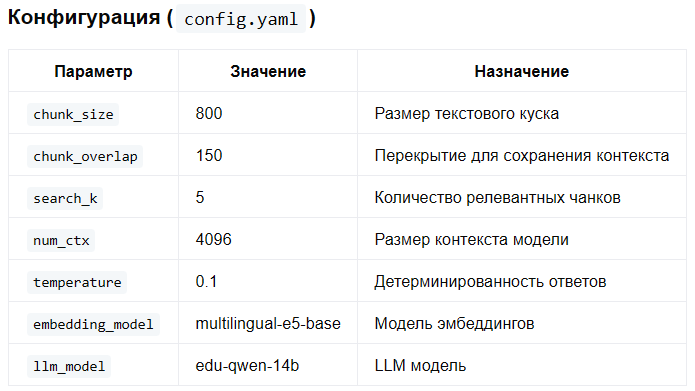 Конфигурация ( config.yaml )
Параметр Значение Назначение
chunk_size 800 Размер текстового куска
chunk_overlap 150 Перекрытие для сохранения контекста
search_k 5 Количество релевантных чанков
num_ctx 4096 Размер контекста модели
temperature 0.1 Детерминированность ответов
embedding_model multilingual-e5-base Модель эмбеддингов
llm_model edu-qwen-14b LLM модель